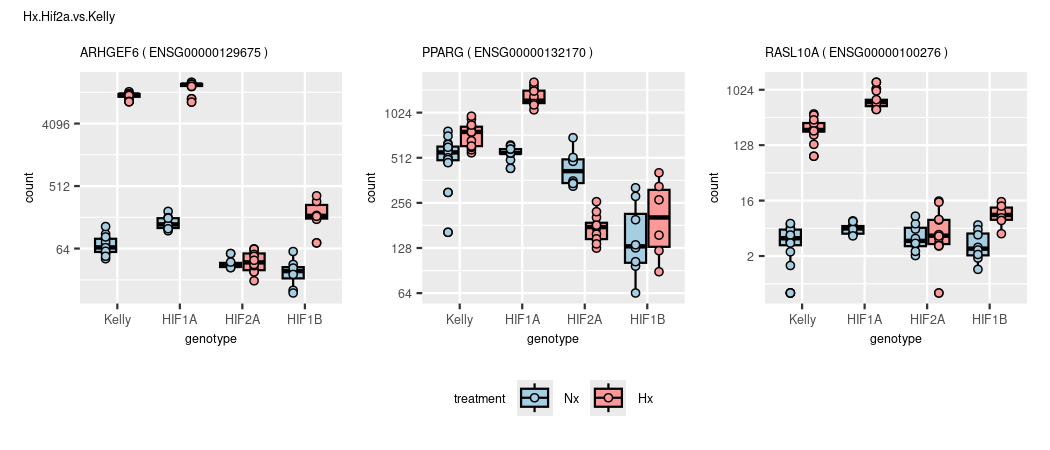 Hx.Hif2a.vs.Kelly
ARHGEF6 ( ENSG00000129675 )
PPARG ( ENSG00000132170 )
RASL10A ( ENSG00000100276 )
count
4096
512
64
Kelly HIF1A HIF2A HIF1B
genotype
count
1024
512
256
128
64
Kelly HIF1A HIF2A HIF1B
genotype
count
1024
128
16
2
Kelly HIF1A HIF2A HIF1B
genotype
treatment Nx Hx